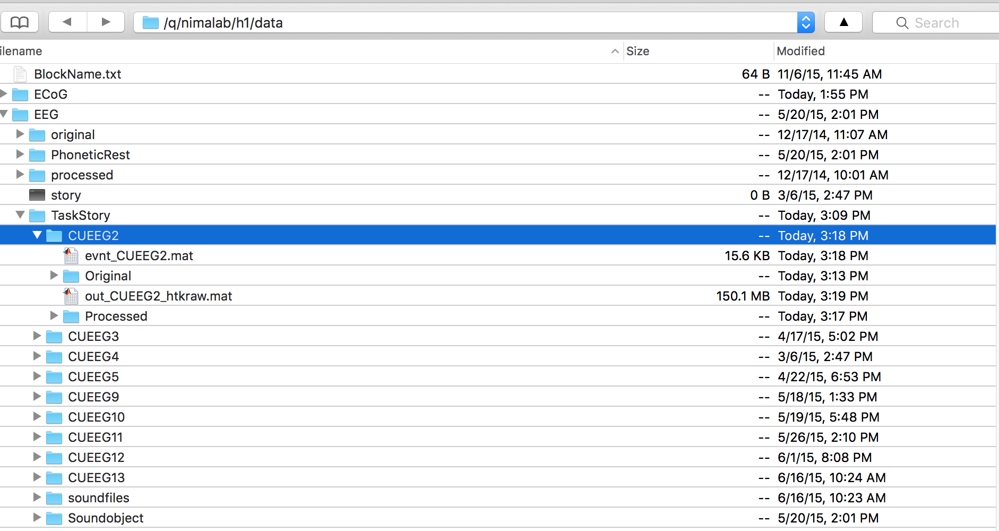 /q/nimalab/h1/data Search
ilename Size Modified
BlockName.txt 64 B 11/6/15, 11:45 AM
ECoG -- Today, 1:55 PM
EEG -- 5/20/15, 2:01 PM
original -- 12/17/14, 11:07 AM
PhoneticRest -- 5/20/15, 2:01 PM
processed -- 12/17/14, 10:01 AM
story 0 B 3/6/15, 2:47 PM
TaskStory -- Today, 3:09 PM
CUEEG2 -- Today, 3:18 PM
evnt_CUEEG2.mat 15.6 KB Today, 3:18 PM
Original -- Today, 3:13 PM
out_CUEEG2_htkraw.mat 150.1 MB Today, 3:19 PM
Processed -- Today, 3:17 PM
CUEEG3 -- 4/17/15, 5:02 PM
CUEEG4 -- 3/6/15, 2:47 PM
CUEEG5 -- 4/22/15, 6:53 PM
CUEEG9 -- 5/18/15, 1:33 PM
CUEEG10 -- 5/19/15, 5:48 PM
CUEEG11 -- 5/26/15, 2:10 PM
CUEEG12 -- 6/1/15, 8:08 PM
CUEEG13 -- 6/16/15, 10:24 AM
soundfiles -- 6/16/15, 10:23 AM
Soundobject -- 5/20/15, 2:01 PM